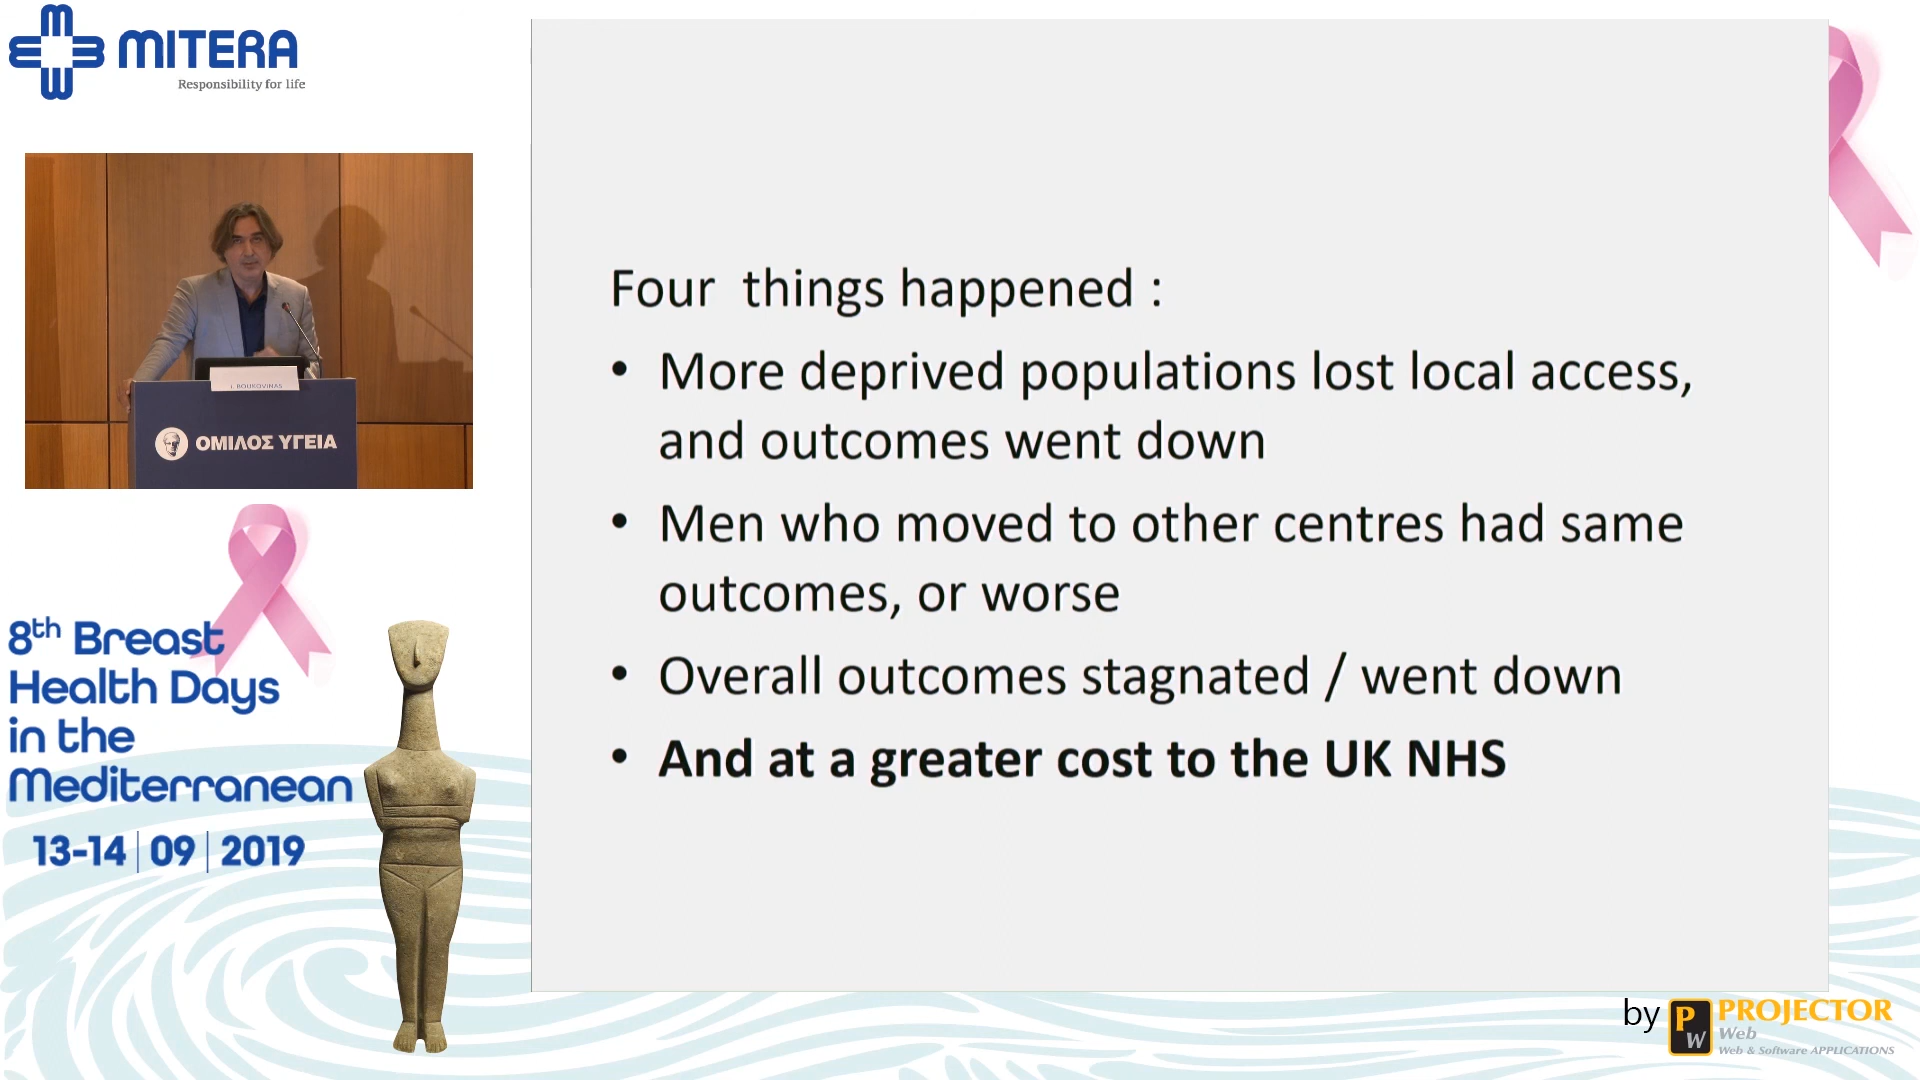 MITERA
Responsibility for life
I. BOUKOVINAS
ΟΜΙΛΟΣ ΥΓΕΙΑ
8th Breast
Health Days
in the
Mediterranean
13-14 | 09 | 2019
Four things happened :
• More deprived populations lost local access,
and outcomes went down
• Men who moved to other centres had same
outcomes, or worse
• Overall outcomes stagnated / went down
• And at a greater cost to the UK NHS
by PW PROJECTOR
Web
Web & Software APPLICATIONS